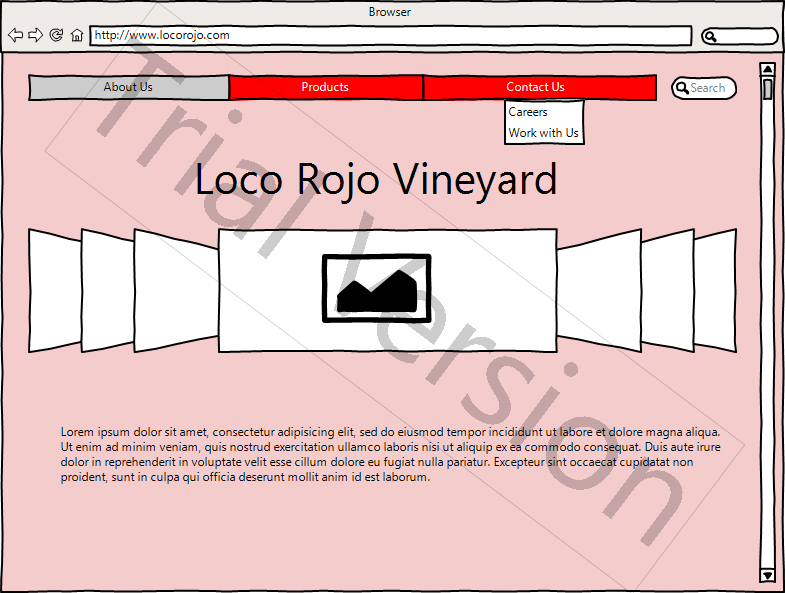 Browser
http://www.locorojo.com
About Us
Products
Contact Us
Search
Careers
Work with Us
Loco Rojo Vineyard
Lorem ipsum dolor sit amet, consectetur adipisicing elit, sed do eiusmod tempor incididunt ut labore et dolore magna aliqua.
Ut enim ad minim veniam, quis nostrud exercitation ullamco laboris nisi ut aliquip ex ea commodo consequat. Duis aute irure
dolor in reprehenderit in voluptate velit esse cillum dolore eu fugiat nulla pariatur. Excepteur sint occaecat cupidatat non
proident, sunt in culpa qui officia deserunt mollit anim id est laborum.
Trial Version